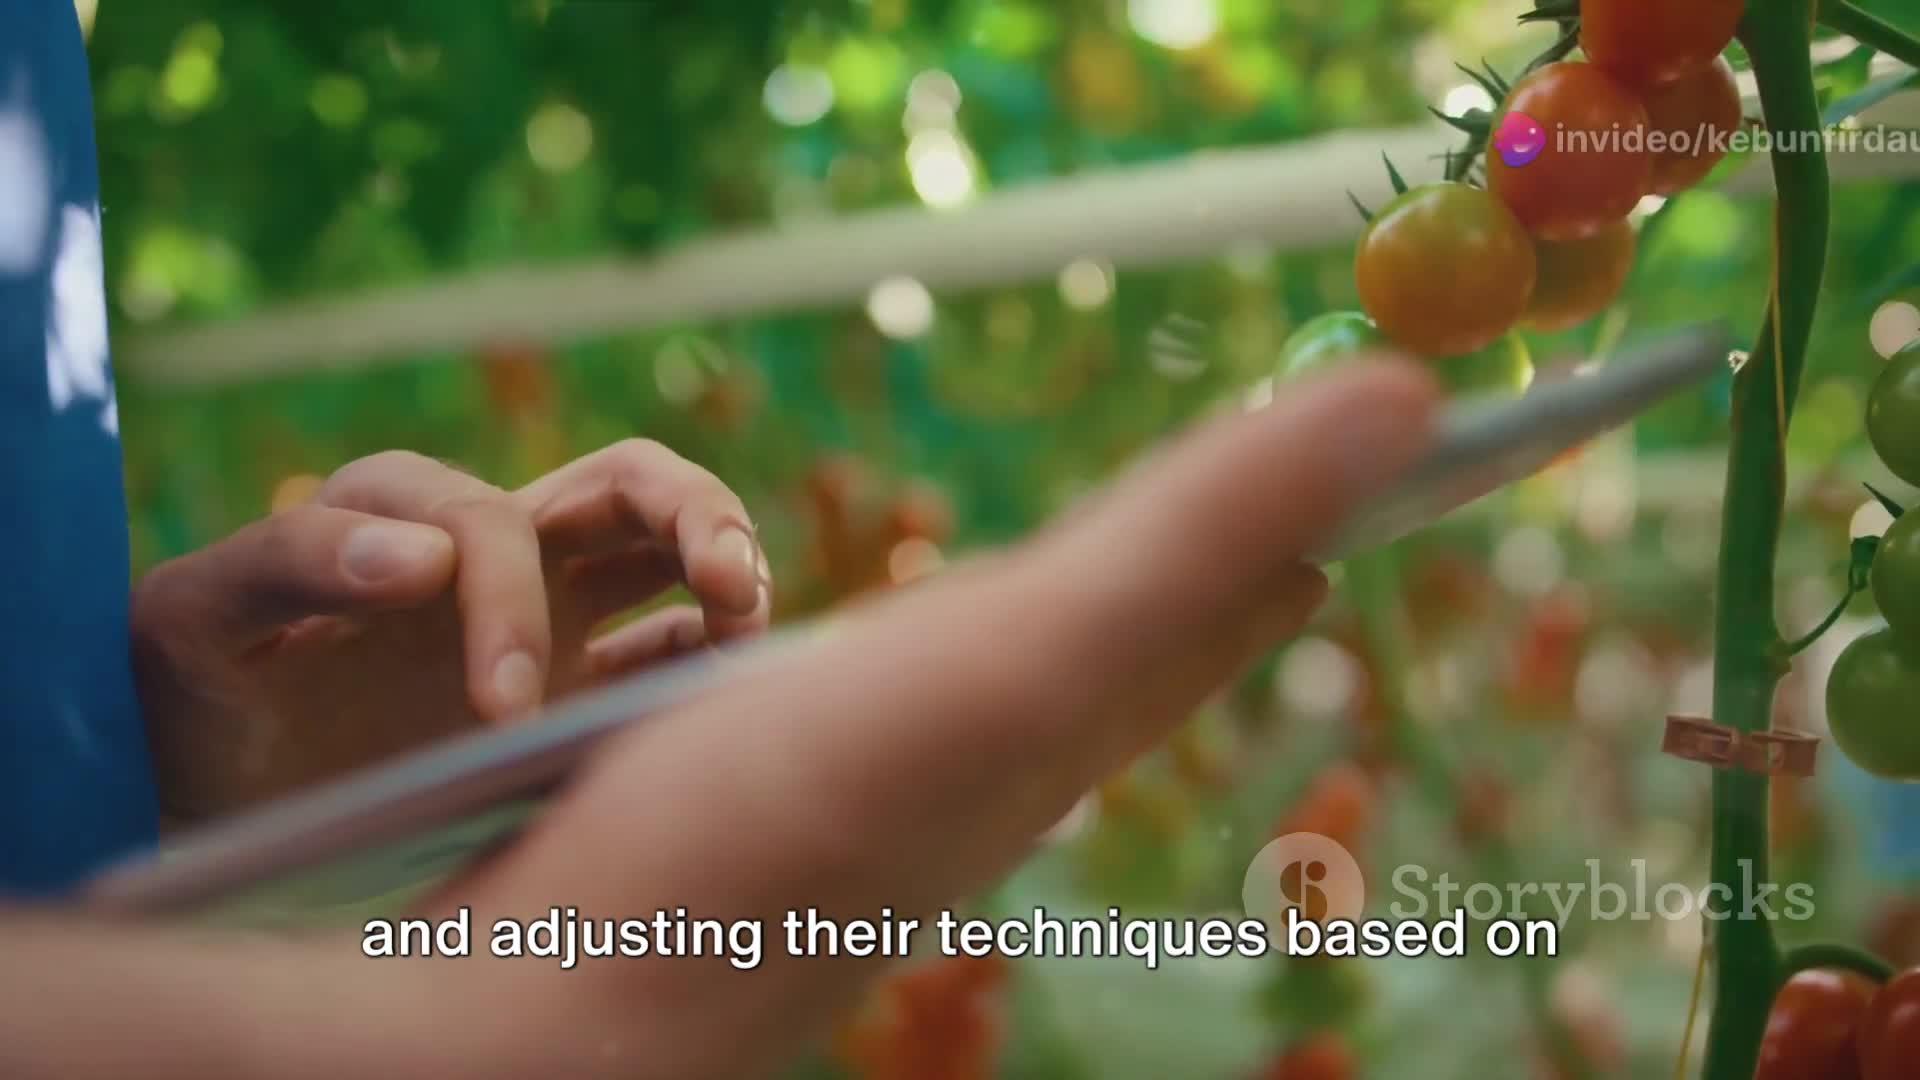 invideo/kebunfirdau
Storyblocks
and adjusting their techniques based on